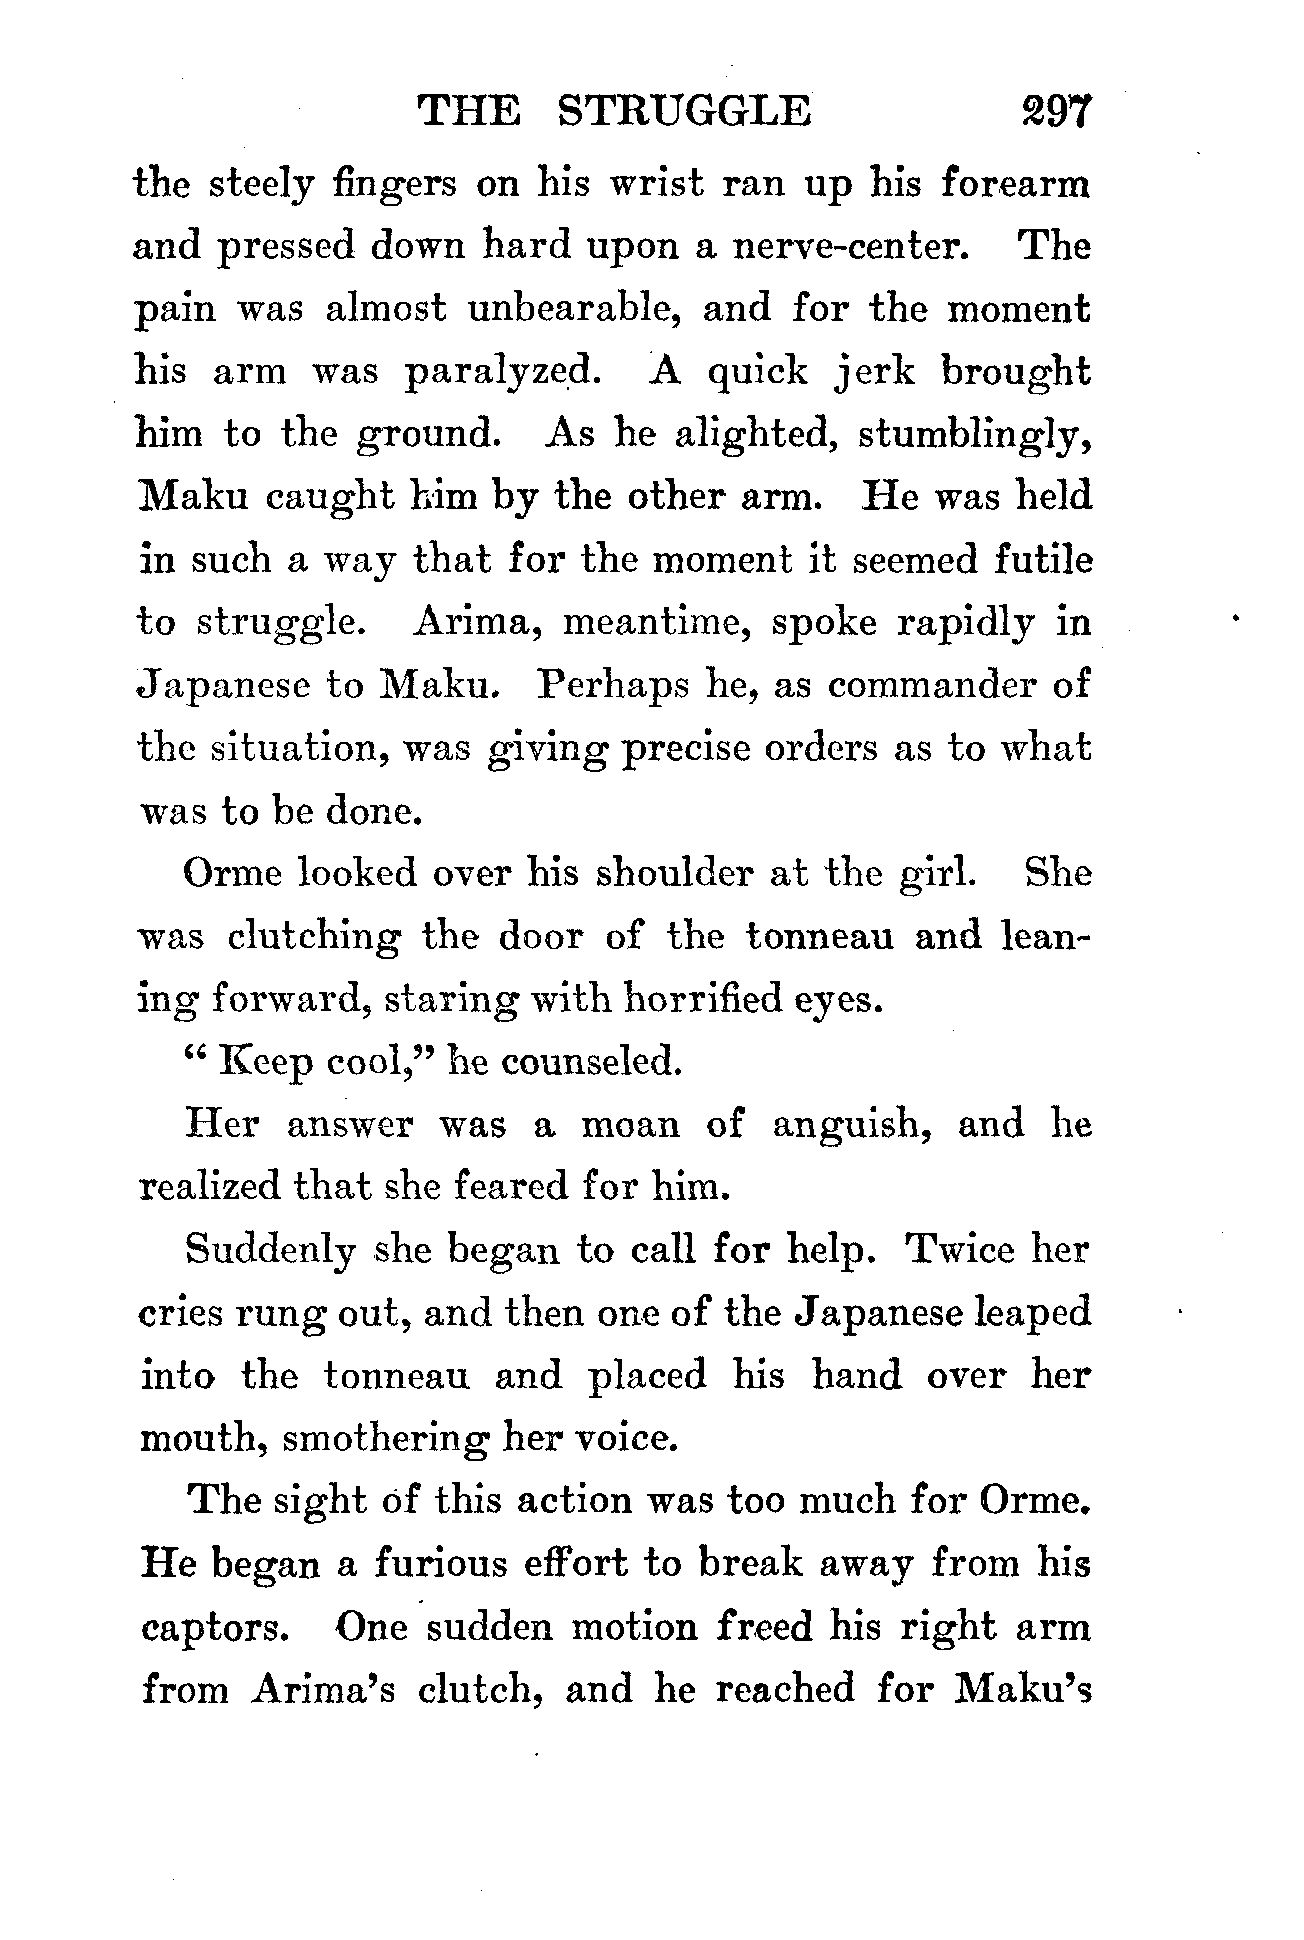 THE STRUGGLE 297
the steely fingers on his wrist ran up his forearm
and pressed down hard upon a nerve-center. The
pain was almost unbearable, and for the moment
his arm was paralyzed. A quick jerk brought
him to the ground. As he alighted, stumblingly,
Maku caught him by the other arm. He was held
in such a way that for the moment it seemed futile
to struggle. Arima, meantime, spoke rapidly in
Japanese to Maku. Perhaps he, as commander of
the situation, was giving precise orders as to what
was to be done.
Orme looked over his shoulder at the girl. She
was clutching the door of the tonneau and lean-
ing forward, staring with horrified eyes.
“ Keep cool,” he counseled.
Her answer was a moan of anguish, and he
realized that she feared for him.
Suddenly she began to call for help. Twice her
cries rung out, and then one of the Japanese leaped
into the tonneau and placed his hand over her
mouth, smothering her voice.
The sight of this action was too much for Orme.
He began a furious effort to break away from his
captors. One sudden motion freed his right arm
from Arima’s clutch, and he reached for Maku’s